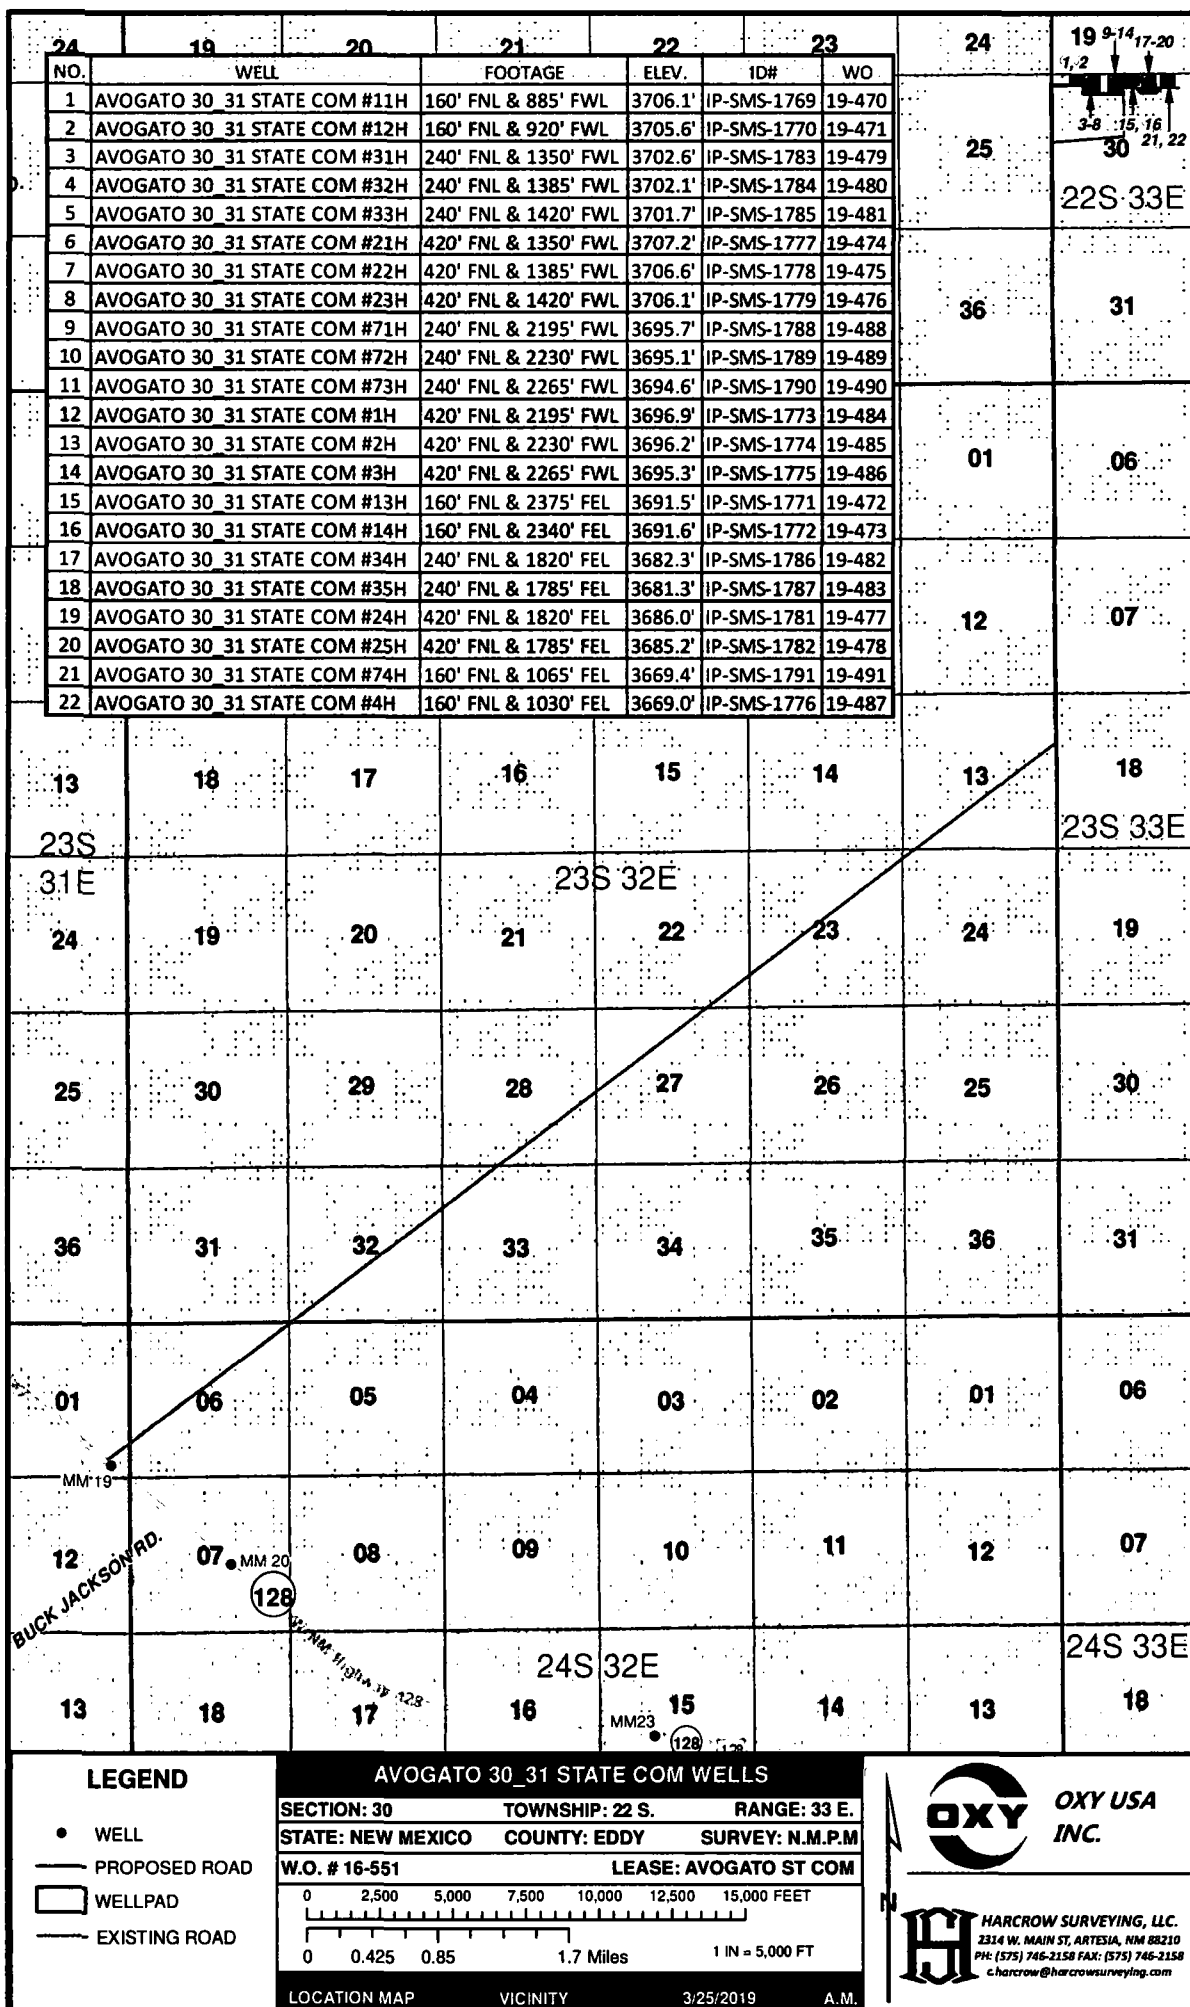 24 19 20 21 22 23 24 19 9-14 17-20
1, 2
3-8 15, 16 21, 22
NO. WELL FOOTAGE ELEV. ID# WO
1 AVOGATO 30_31 STATE COM #11H 160' FNL & 885' FWL 3706.1' IP-SMS-1769 19-470
2 AVOGATO 30_31 STATE COM #12H 160' FNL & 920' FWL 3705.6' IP-SMS-1770 19-471
3 AVOGATO 30_31 STATE COM #31H 240' FNL & 1350' FWL 3702.6' IP-SMS-1783 19-479
4 AVOGATO 30_31 STATE COM #32H 240' FNL & 1385' FWL 3702.1' IP-SMS-1784 19-480
5 AVOGATO 30_31 STATE COM #33H 240' FNL & 1420' FWL 3701.7' IP-SMS-1785 19-481
6 AVOGATO 30_31 STATE COM #21H 420' FNL & 1350' FWL 3707.2' IP-SMS-1777 19-474
7 AVOGATO 30_31 STATE COM #22H 420' FNL & 1385' FWL 3706.6' IP-SMS-1778 19-475
8 AVOGATO 30_31 STATE COM #23H 420' FNL & 1420' FWL 3706.1' IP-SMS-1779 19-476
9 AVOGATO 30_31 STATE COM #71H 240' FNL & 2195' FWL 3695.7' IP-SMS-1788 19-488
10 AVOGATO 30_31 STATE COM #72H 240' FNL & 2230' FWL 3695.1' IP-SMS-1789 19-489
11 AVOGATO 30_31 STATE COM #73H 240' FNL & 2265' FWL 3694.6' IP-SMS-1790 19-490
12 AVOGATO 30_31 STATE COM #1H 420' FNL & 2195' FWL 3696.9' IP-SMS-1773 19-484
13 AVOGATO 30_31 STATE COM #2H 420' FNL & 2230' FWL 3696.2' IP-SMS-1774 19-485
14 AVOGATO 30_31 STATE COM #3H 420' FNL & 2265' FWL 3695.3' IP-SMS-1775 19-486
15 AVOGATO 30_31 STATE COM #13H 160' FNL & 2375' FEL 3691.5' IP-SMS-1771 19-472
16 AVOGATO 30_31 STATE COM #14H 160' FNL & 2340' FEL 3691.6' IP-SMS-1772 19-473
17 AVOGATO 30_31 STATE COM #34H 240' FNL & 1820' FEL 3682.3' IP-SMS-1786 19-482
18 AVOGATO 30_31 STATE COM #35H 240' FNL & 1785' FEL 3681.3' IP-SMS-1787 19-483
19 AVOGATO 30_31 STATE COM #24H 420' FNL & 1820' FEL 3686.0' IP-SMS-1781 19-477
20 AVOGATO 30_31 STATE COM #25H 420' FNL & 1785' FEL 3685.2' IP-SMS-1782 19-478
21 AVOGATO 30_31 STATE COM #74H 160' FNL & 1065' FEL 3669.4' IP-SMS-1791 19-491
22 AVOGATO 30_31 STATE COM #4H 160' FNL & 1030' FEL 3669.0' IP-SMS-1776 19-487
25 30
22S 33E
36 31
01 06
12 07
13 18 17 16 15 14 13 18
23S 31E 23S 32E 23S 33E
24 19 20 21 22 23 24 19
25 30 29 28 27 26 25 30
36 31 32 33 34 35 36 31
01 06 05 04 03 02 01 06
MM 19
12 07 MM 20 08 09 10 11 12 07
BUCK JACKSON RD.
128
W. NM Highway 128
24S 32E 24S 33E
13 18 17 16 15 14 13 18
MM23 128 128
LEGEND
WELL
PROPOSED ROAD
WELLPAD
EXISTING ROAD
AVOGATO 30_31 STATE COM WELLS
SECTION: 30 TOWNSHIP: 22 S. RANGE: 33 E.
STATE: NEW MEXICO COUNTY: EDDY SURVEY: N.M.P.M
W.O. # 16-551 LEASE: AVOGATO ST COM
0 2,500 5,000 7,500 10,000 12,500 15,000 FEET
0 0.425 0.85 1.7 Miles 1 IN = 5,000 FT
LOCATION MAP VICINITY 3/25/2019 A.M.
N
OXY
OXY USA
INC.
HARCROW SURVEYING, LLC.
2314 W. MAIN ST, ARTESIA, NM 88210
PH: (575) 746-2158 FAX: (575) 746-2158
c.harcrow@harcrowsurveying.com